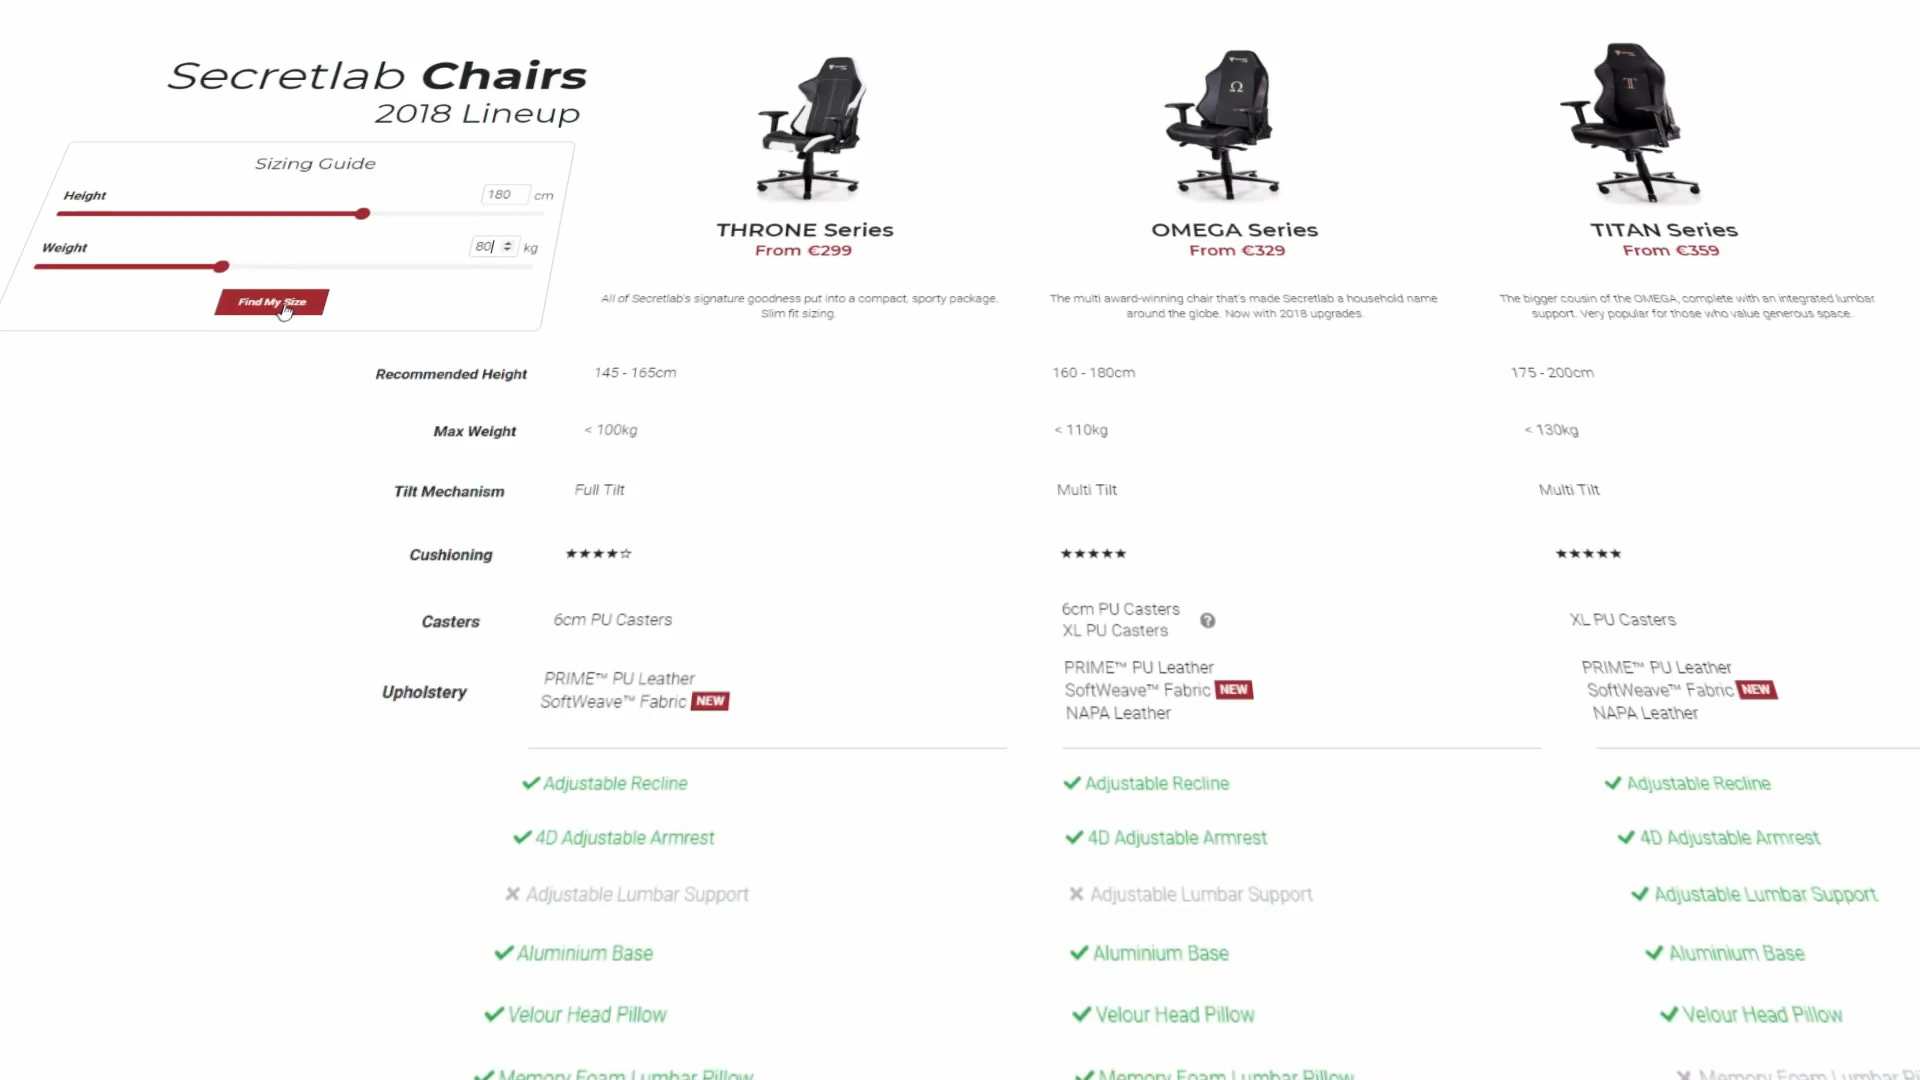 Secretlab Chairs
2018 Lineup
Sizing Guide
Height 180 cm
Weight 80 kg
Find My Size
THRONE Series
From €299
All of Secretlab's signature goodness put into a compact, sporty package.
Slim fit sizing.
OMEGA Series
From €329
The multi award-winning chair that's made Secretlab a household name
around the globe. Now with 2018 upgrades.
TITAN Series
From €359
The bigger cousin of the OMEGA, complete with an integrated lumbar
support. Very popular for those who value generous space.
Recommended Height 145 - 165cm 160 - 180cm 175 - 200cm
Max Weight < 100kg < 110kg < 130kg
Tilt Mechanism Full Tilt Multi Tilt Multi Tilt
Cushioning ★★★★☆ ★★★★★ ★★★★★
Casters 6cm PU Casters 6cm PU Casters XL PU Casters
XL PU Casters ?
Upholstery
PRIME™ PU Leather
SoftWeave™ Fabric NEW
PRIME™ PU Leather
SoftWeave™ Fabric NEW
NAPA Leather
PRIME™ PU Leather
SoftWeave™ Fabric NEW
NAPA Leather
✔ Adjustable Recline ✔ Adjustable Recline ✔ Adjustable Recline
✔ 4D Adjustable Armrest ✔ 4D Adjustable Armrest ✔ 4D Adjustable Armrest
✖ Adjustable Lumbar Support ✖ Adjustable Lumbar Support ✔ Adjustable Lumbar Support
✔ Aluminium Base ✔ Aluminium Base ✔ Aluminium Base
✔ Velour Head Pillow ✔ Velour Head Pillow ✔ Velour Head Pillow
✔ Memory Foam Lumbar Pillow ✔ Memory Foam Lumbar Pillow ✖ Memory Foam Lumbar